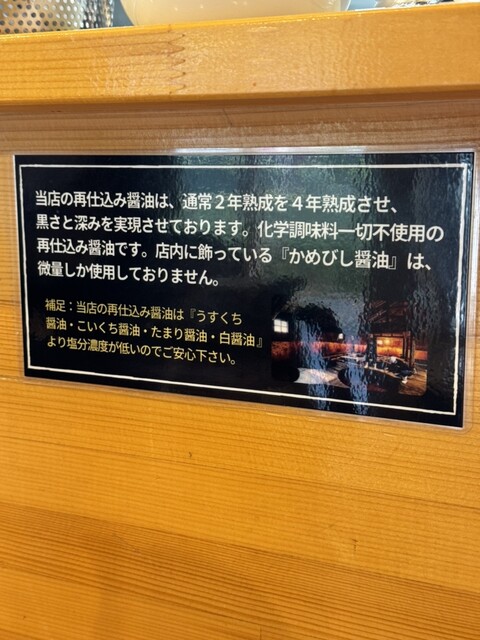 当店の再仕込み醤油は、通常２年熟成を４年熟成させ、
黒さと深みを実現させております。化学調味料一切不使用の
再仕込み醤油です。店内に飾っている『かめびし醤油』は、
微量しか使用しておりません。
補足：当店の再仕込み醤油は『うすくち
醤油・こいくち醤油・たまり醤油・白醤油』
より塩分濃度が低いのでご安心下さい。